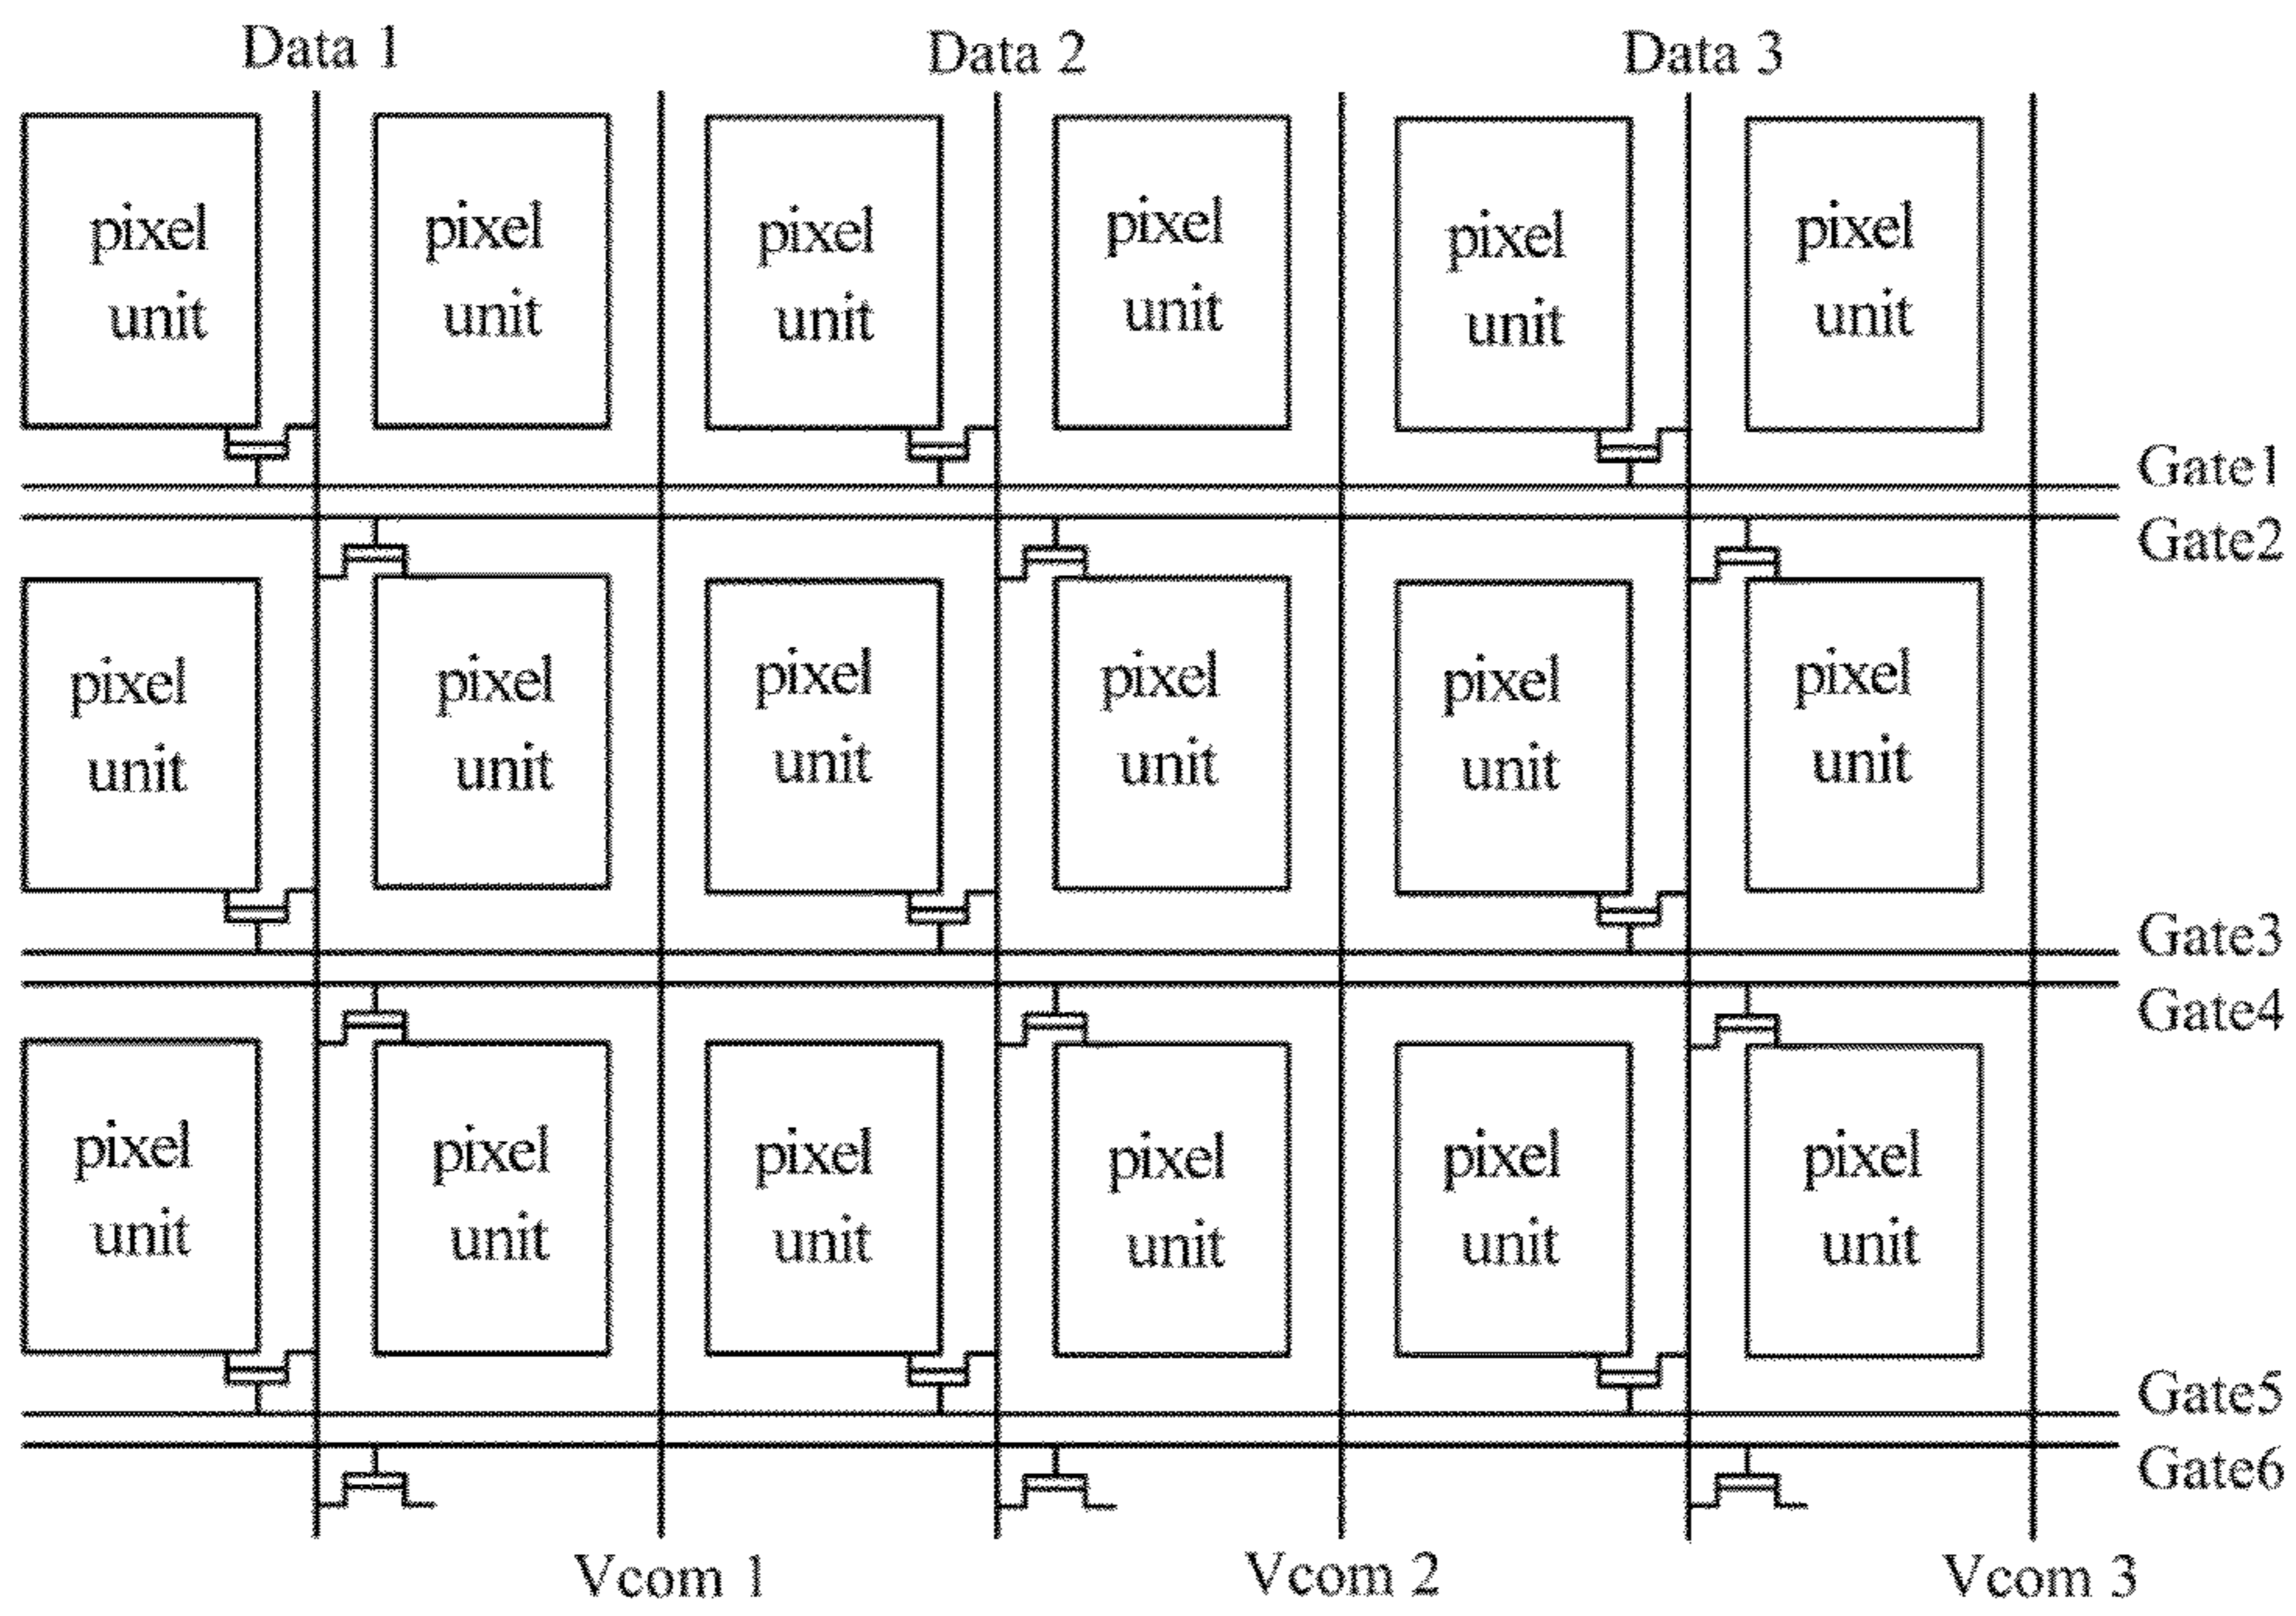 Data 1
Data 2
Data 3
pixel
unit
pixel
unit
pixel
unit
pixel
unit
pixel
unit
pixel
unit
Gate1
Gate2
pixel
unit
pixel
unit
pixel
unit
pixel
unit
pixel
unit
pixel
unit
Gate3
Gate4
pixel
unit
pixel
unit
pixel
unit
pixel
unit
pixel
unit
pixel
unit
Gate5
Gate6
Vcom 1
Vcom 2
Vcom 3